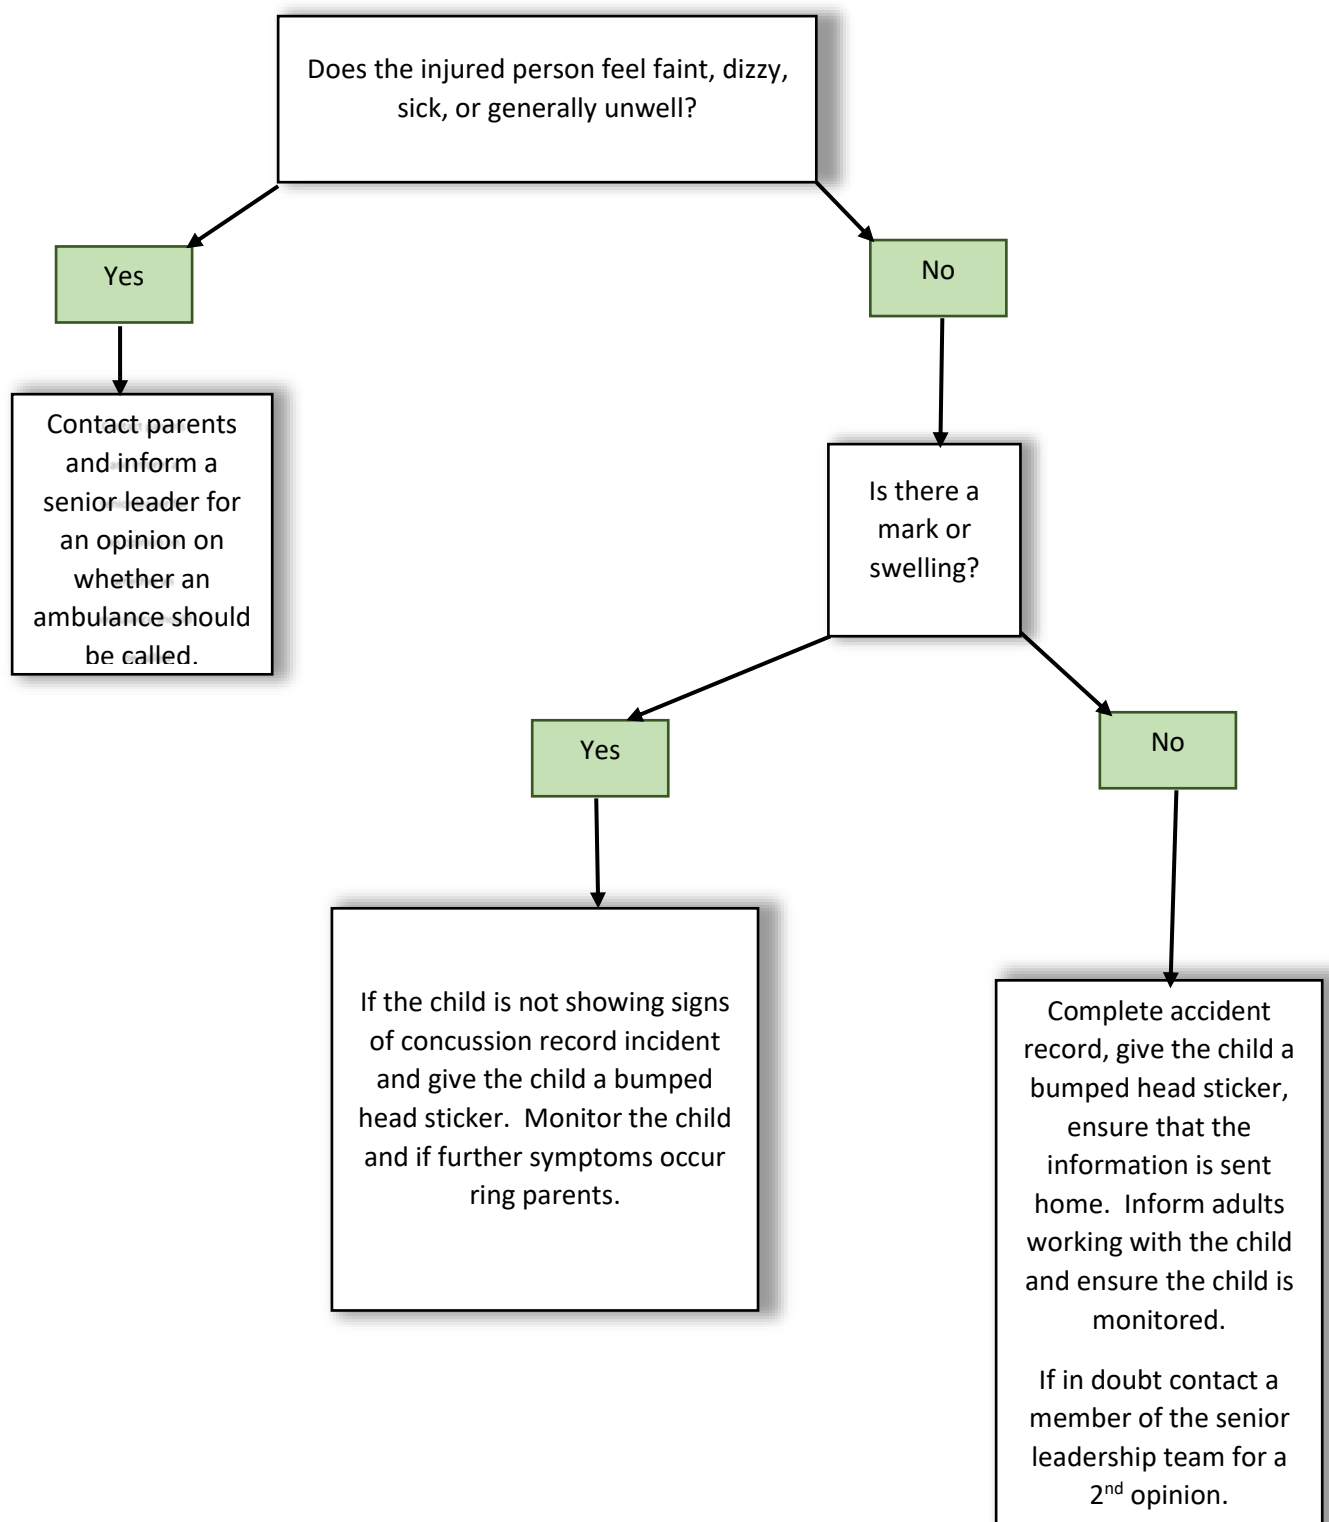 Does the injured person feel faint, dizzy,
sick, or generally unwell?
Yes
No
Contact parents
and inform a
senior leader for
an opinion on
whether an
ambulance should
be called.
Is there a
mark or
swelling?
Yes
No
If the child is not showing signs
of concussion record incident
and give the child a bumped
head sticker.  Monitor the child
and if further symptoms occur
ring parents.
Complete accident
record, give the child a
bumped head sticker,
ensure that the
information is sent
home.  Inform adults
working with the child
and ensure the child is
monitored.
If in doubt contact a
member of the senior
leadership team for a
2nd opinion.